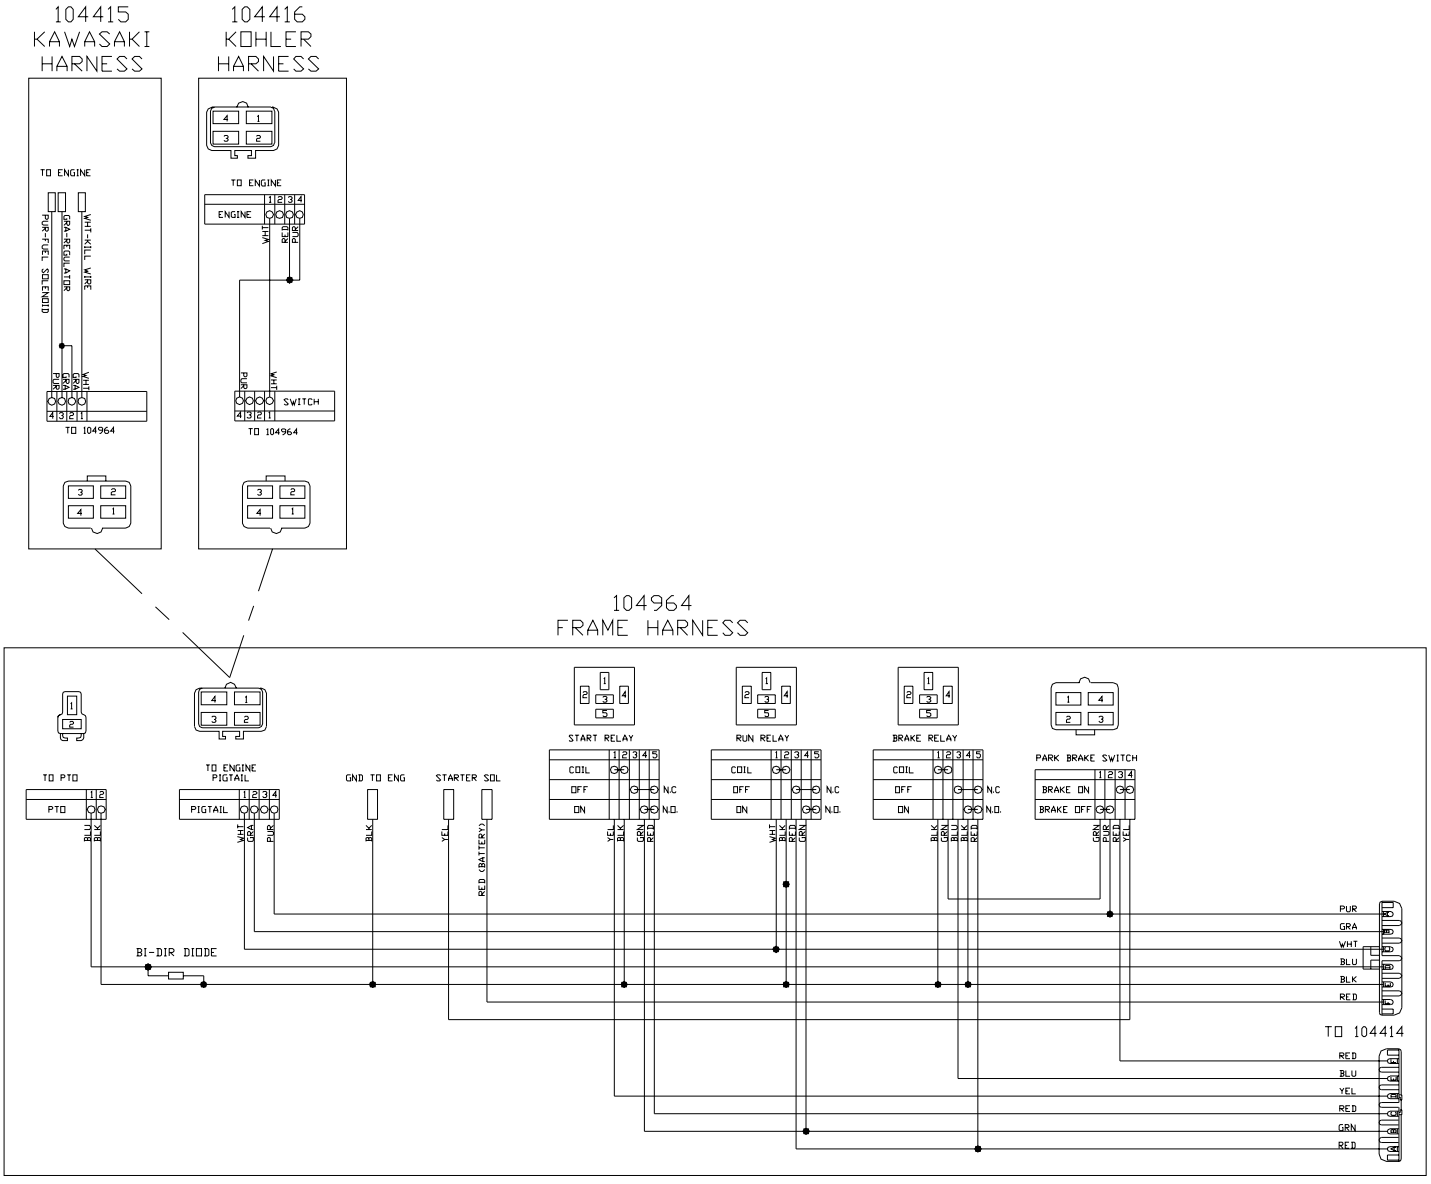 104415
KAWASAKI
HARNESS
104416
KOHLER
HARNESS
TO ENGINE
PUR-FUEL SOLENOID
GRA-REGULATOR
WHT-KILL WIRE
PUR
GRA
GRA
WHT
4 3 2 1
TO 104964
3 2
4 1
4 1
3 2
TO ENGINE
1 2 3 4
ENGINE
WHT
RED
PUR
PUR
WHT
SWITCH
4 3 2 1
TO 104964
3 2
4 1
104964
FRAME HARNESS
1
2
TO PTO
1 2
PTO
BLU
BLK
4 1
3 2
TO ENGINE
PIGTAIL
1 2 3 4
PIGTAIL
WHT
GRA
PUR
GND TO ENG
BLK
STARTER SOL
YEL
RED (BATTERY)
1
2 3 4
5
START RELAY
1 2 3 4 5
COIL
OFF N.C
ON N.O.
YEL
BLK
GRN
RED
1
2 3 4
5
RUN RELAY
1 2 3 4 5
COIL
OFF N.C
ON N.O.
WHT
BLK
RED
GRN
1
2 3 4
5
BRAKE RELAY
1 2 3 4 5
COIL
OFF N.C
ON N.O.
BLK
GRN
BLU
BLK
RED
1 4
2 3
PARK BRAKE SWITCH
1 2 3 4
BRAKE ON
BRAKE OFF
GRN
PUR
RED
YEL
BI-DIR DIODE
PUR
GRA
WHT
BLU
BLK
RED
TO 104414
RED
BLU
YEL
RED
GRN
RED